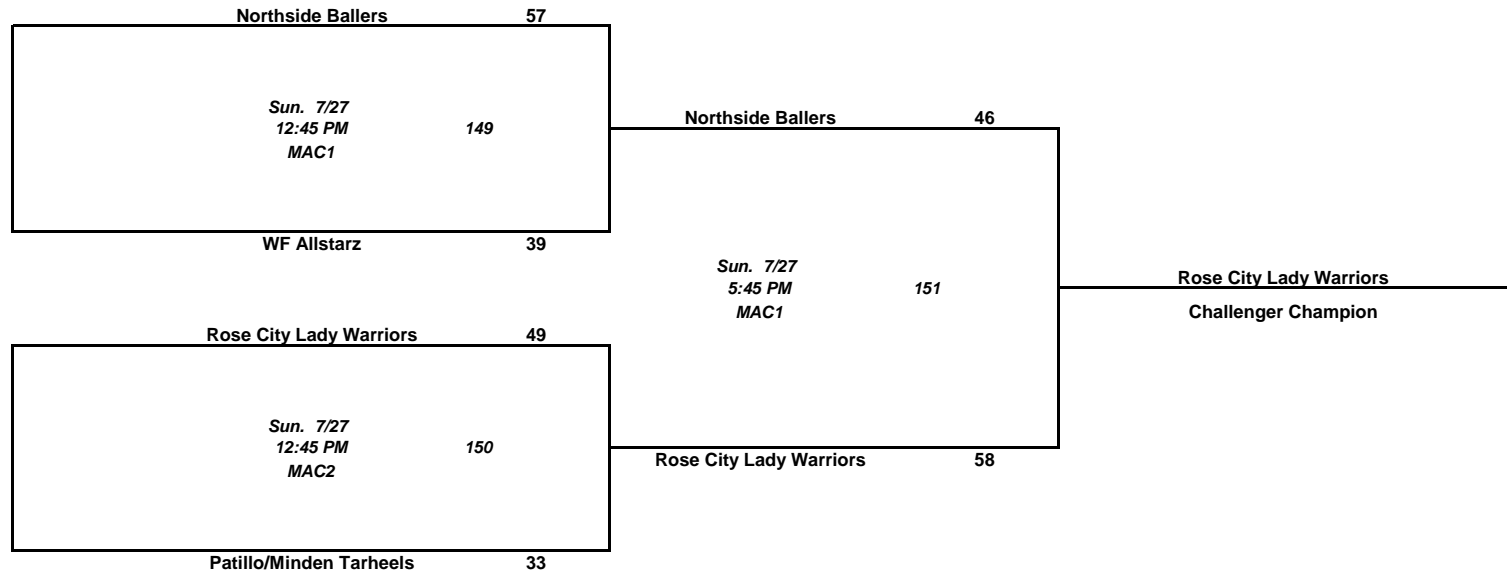 Northside Ballers 57
Sun. 7/27
12:45 PM 149
MAC1
WF Allstarz 39
Rose City Lady Warriors 49
Sun. 7/27
12:45 PM 150
MAC2
Patillo/Minden Tarheels 33
Northside Ballers 46
Sun. 7/27
5:45 PM 151
MAC1
Rose City Lady Warriors 58
Rose City Lady Warriors
Challenger Champion